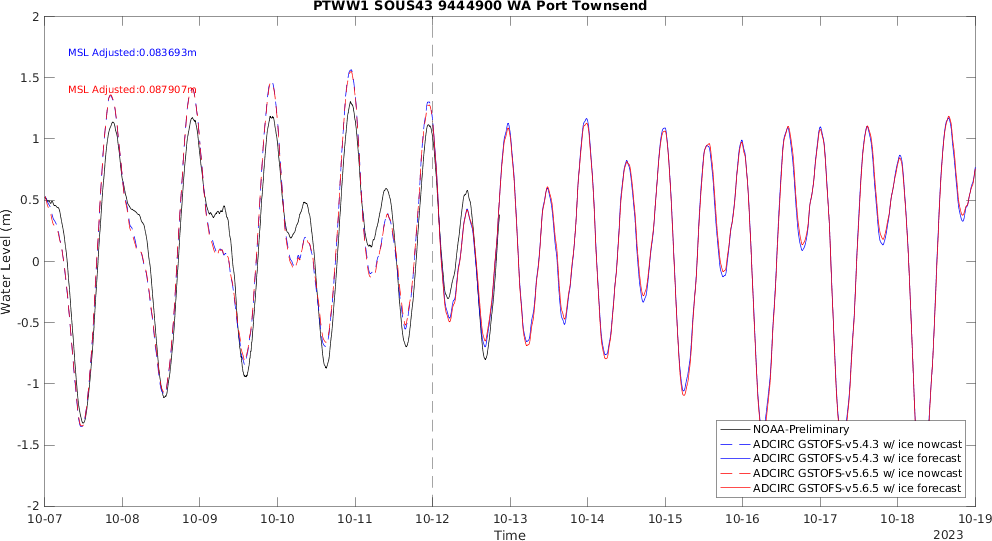 PTWW1 SOUS43 9444900 WA Port Townsend
2
1.5
1
0.5
0
-0.5
-1
-1.5
-2
Water Level (m)
MSL Adjusted:0.083693m
MSL Adjusted:0.087907m
NOAA-Preliminary
ADCIRC GSTOFS-v5.4.3 w/ ice nowcast
ADCIRC GSTOFS-v5.4.3 w/ ice forecast
ADCIRC GSTOFS-v5.6.5 w/ ice nowcast
ADCIRC GSTOFS-v5.6.5 w/ ice forecast
10-07 10-08 10-09 10-10 10-11 10-12 10-13 10-14 10-15 10-16 10-17 10-18 10-19
Time
2023